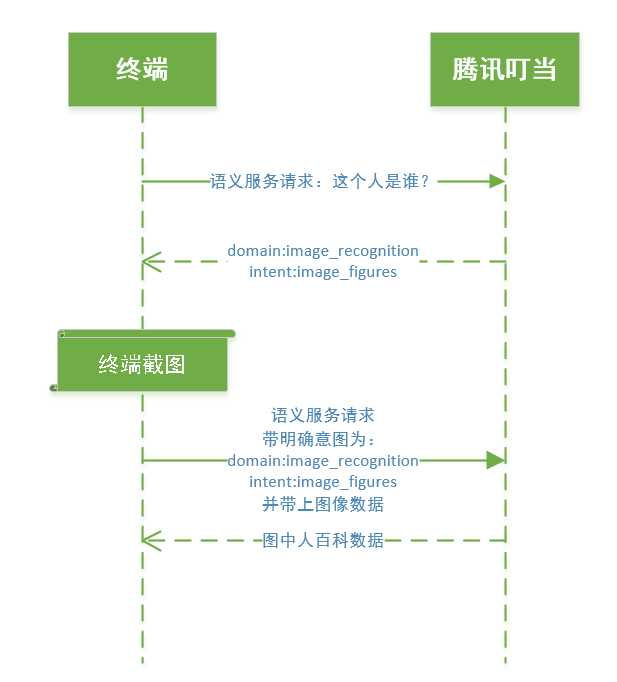 终端
腾讯叮当
语义服务请求：这个人是谁？
domain:image_recognition
intent:image_figures
终端截图
语义服务请求
带明确意图为：
domain:image_recognition
intent:image_figures
并带上图像数据
图中人百科数据